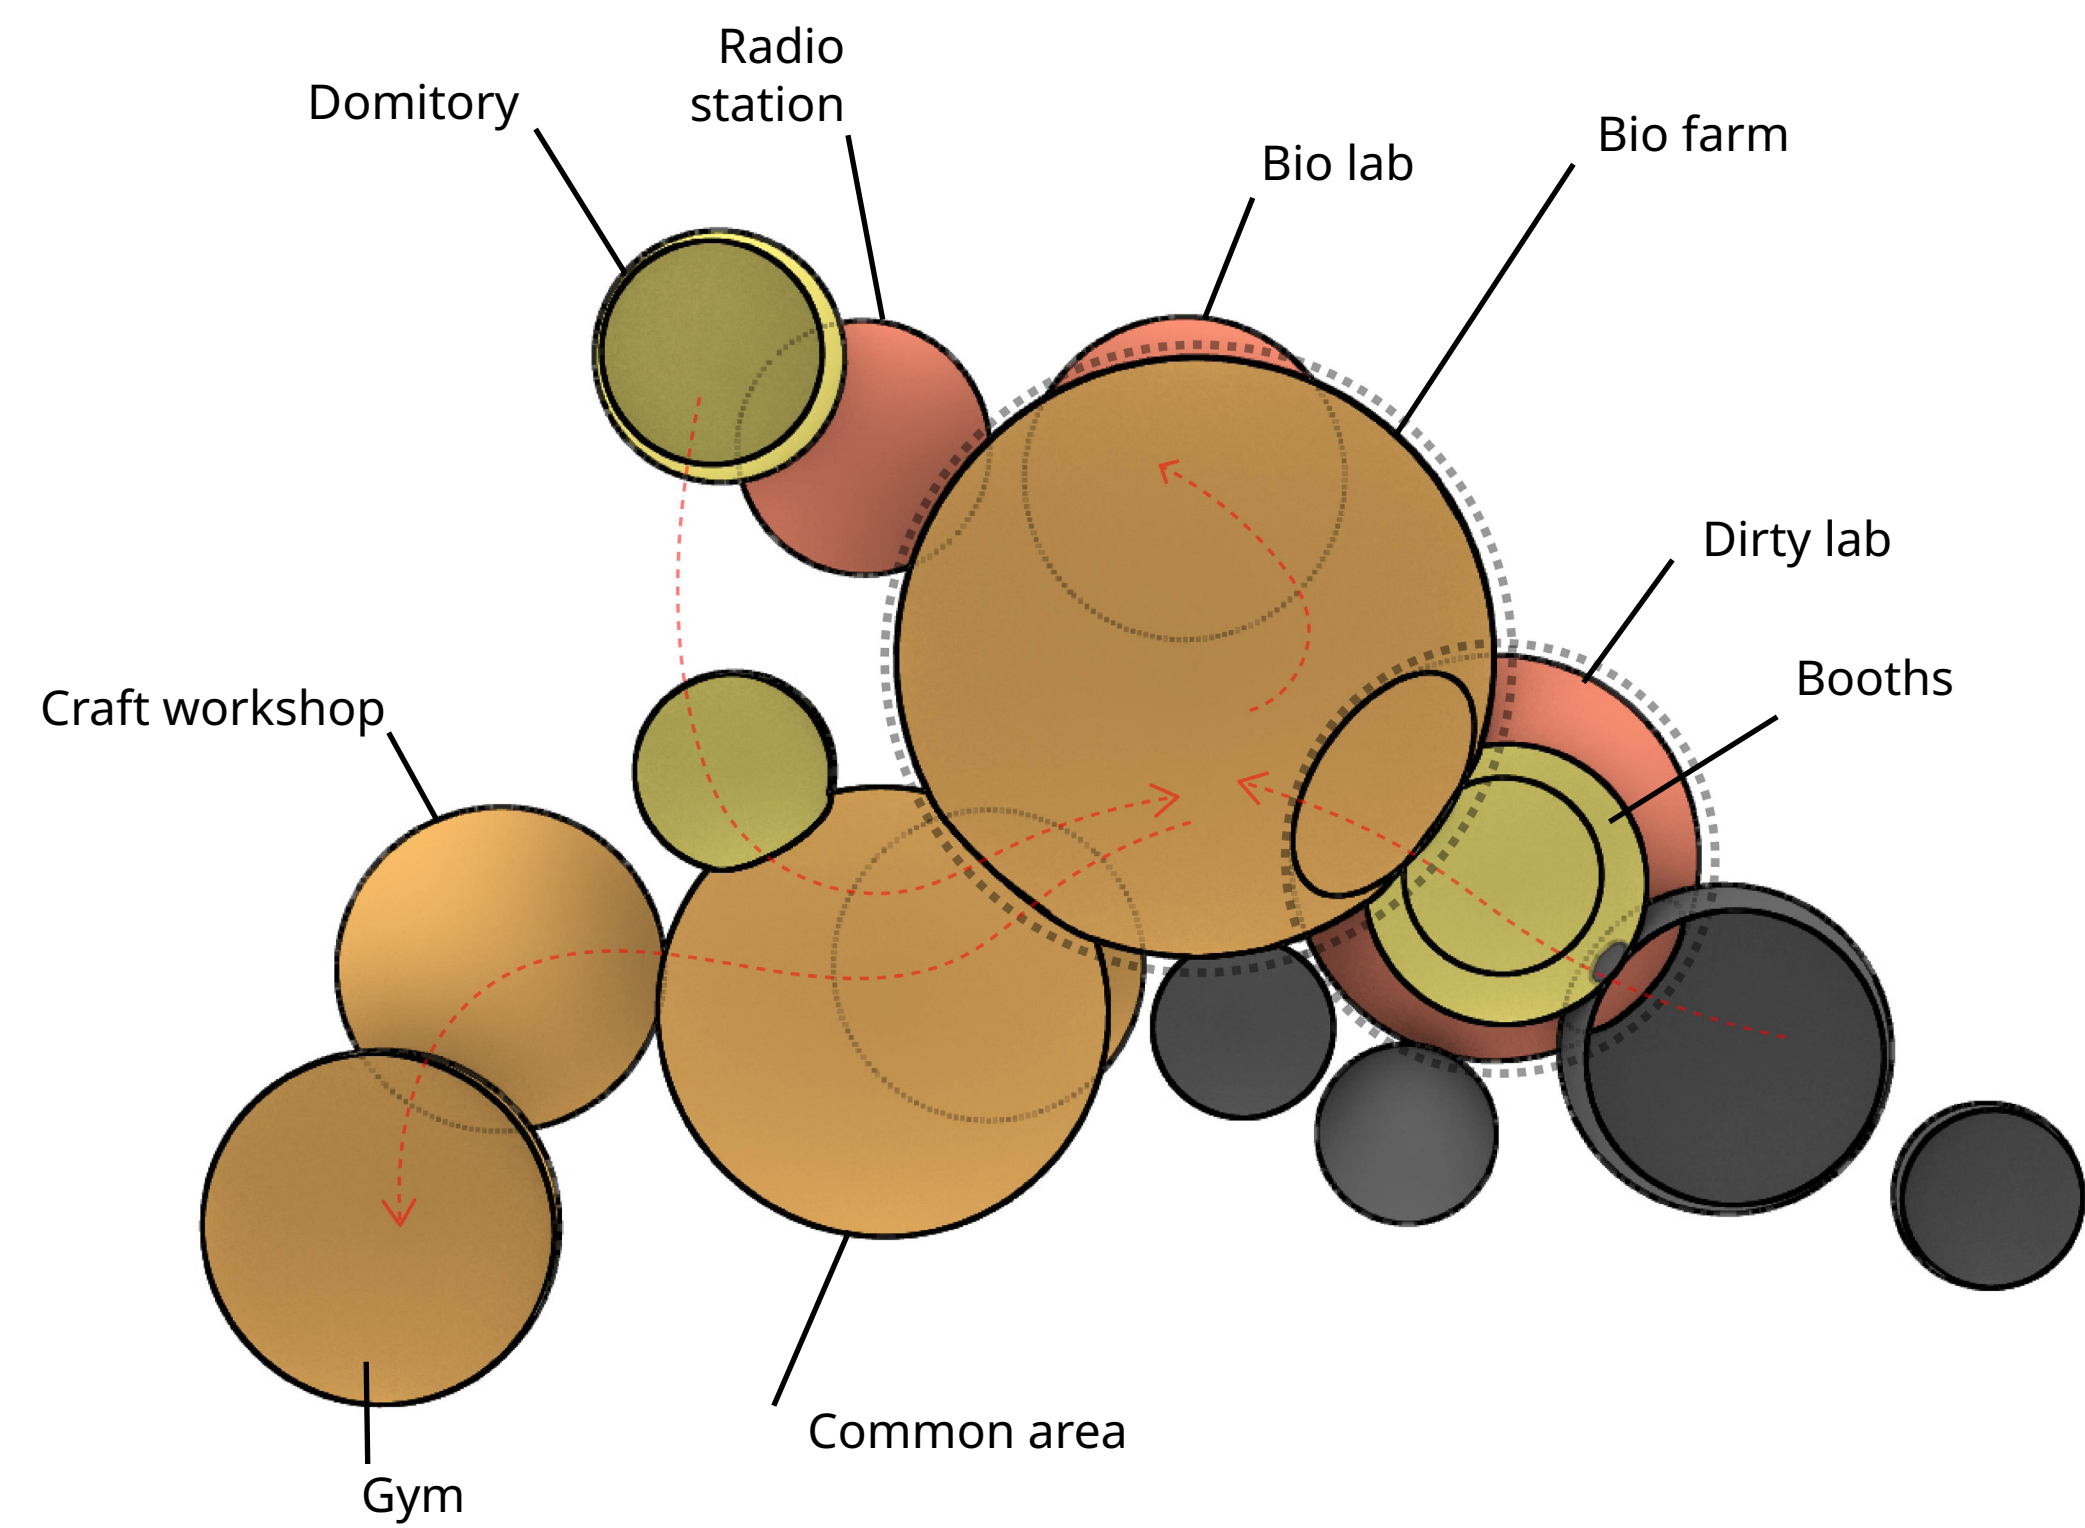 Radio
station
Domitory
Bio lab
Bio farm
Dirty lab
Booths
Craft workshop
Common area
Gym